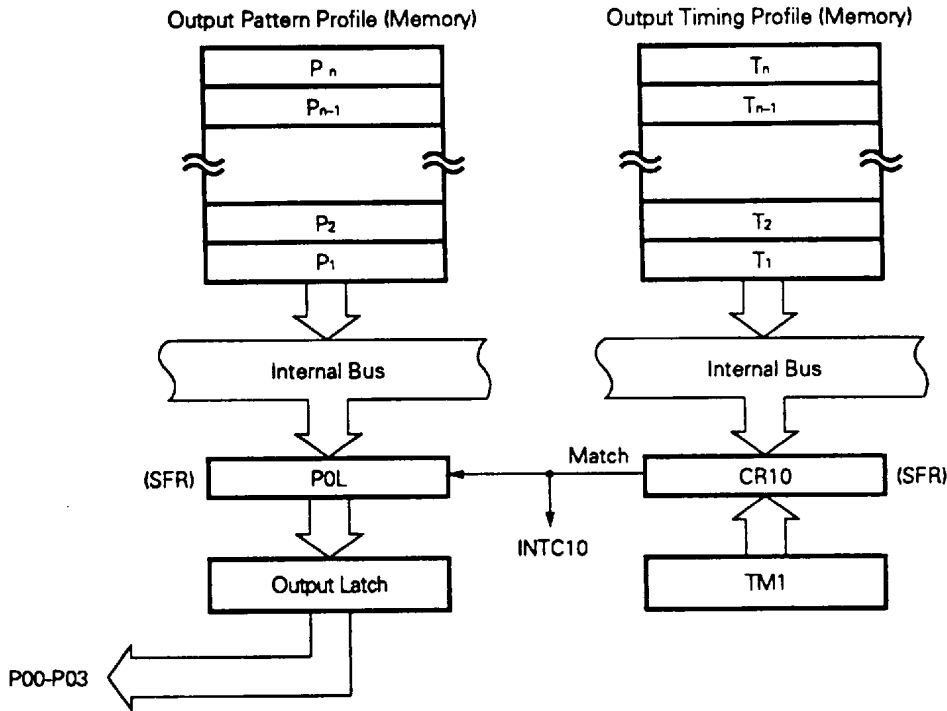 Output Pattern Profile (Memory)
Output Timing Profile (Memory)
Pn
Pn–1
P2
P1
Tn
Tn–1
T2
T1
Internal Bus
Internal Bus
(SFR)
P0L
Match
CR10
(SFR)
INTC10
Output Latch
TM1
P00-P03